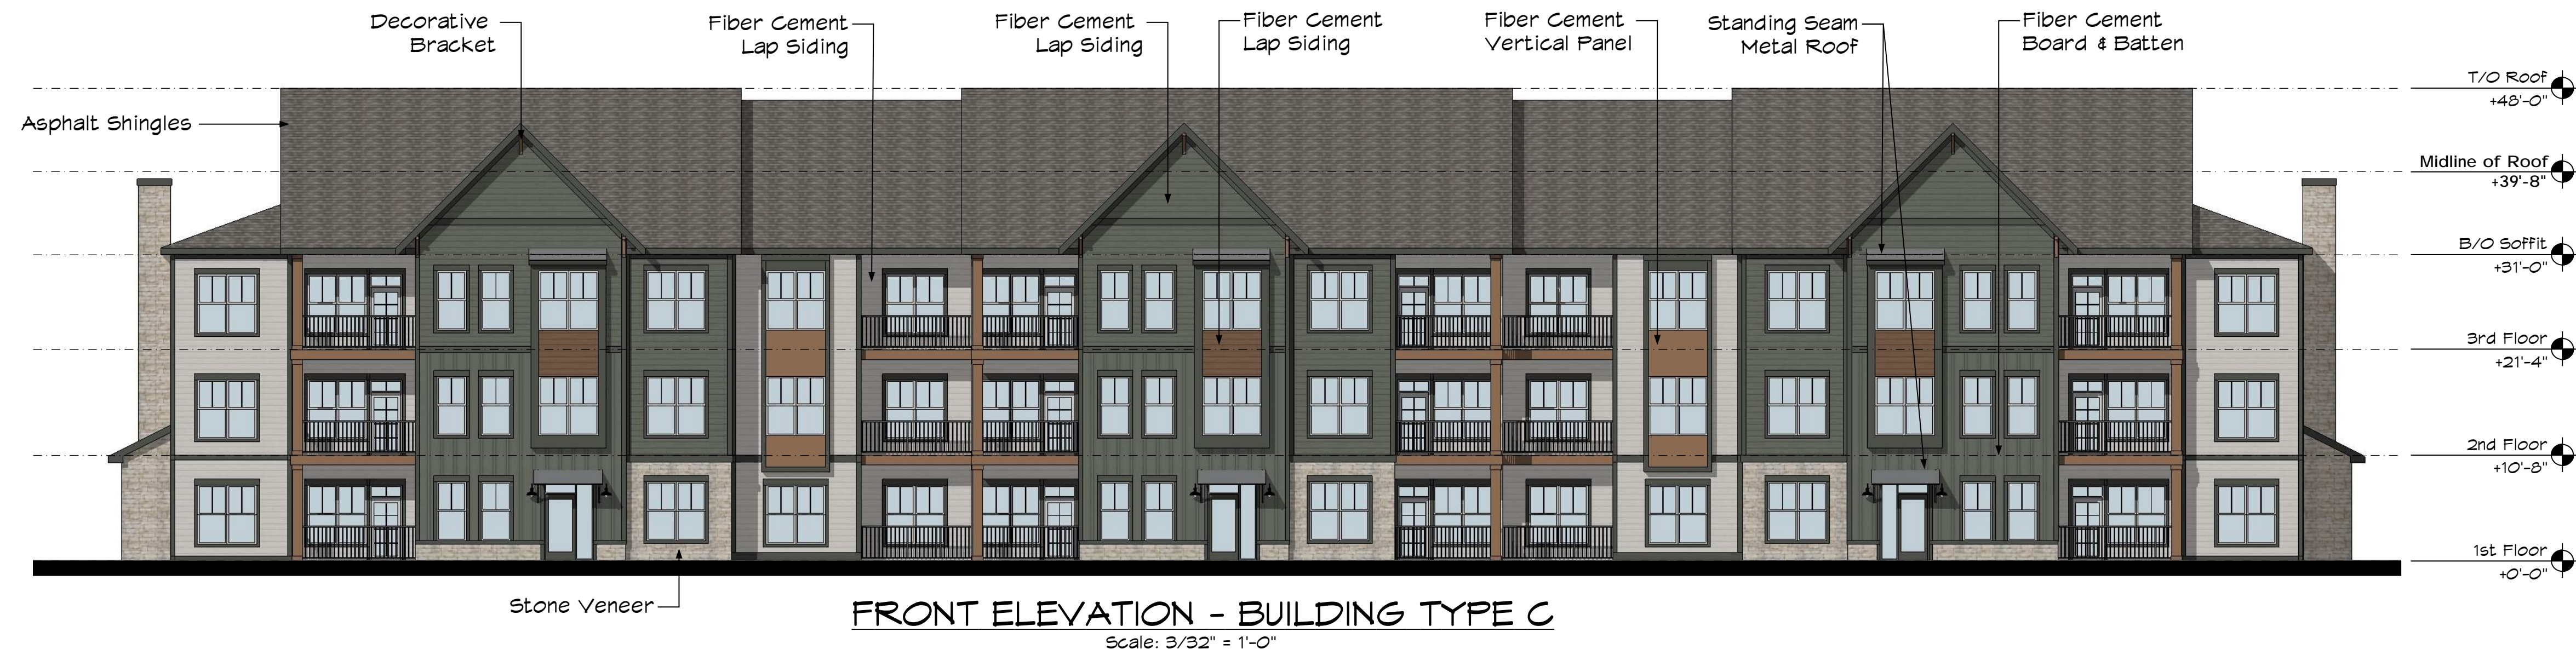 Decorative
Bracket
Fiber Cement
Lap Siding
Fiber Cement
Lap Siding
Fiber Cement
Lap Siding
Fiber Cement
Vertical Panel
Standing Seam
Metal Roof
Fiber Cement
Board & Batten
T/O Roof
+48'-0"
Asphalt Shingles
Midline of Roof
+39'-8"
B/O Soffit
+31'-0"
3rd Floor
+21'-4"
2nd Floor
+10'-8"
1st Floor
+0'-0"
Stone Veneer
FRONT ELEVATION - BUILDING TYPE C
Scale: 3/32" = 1'-0"